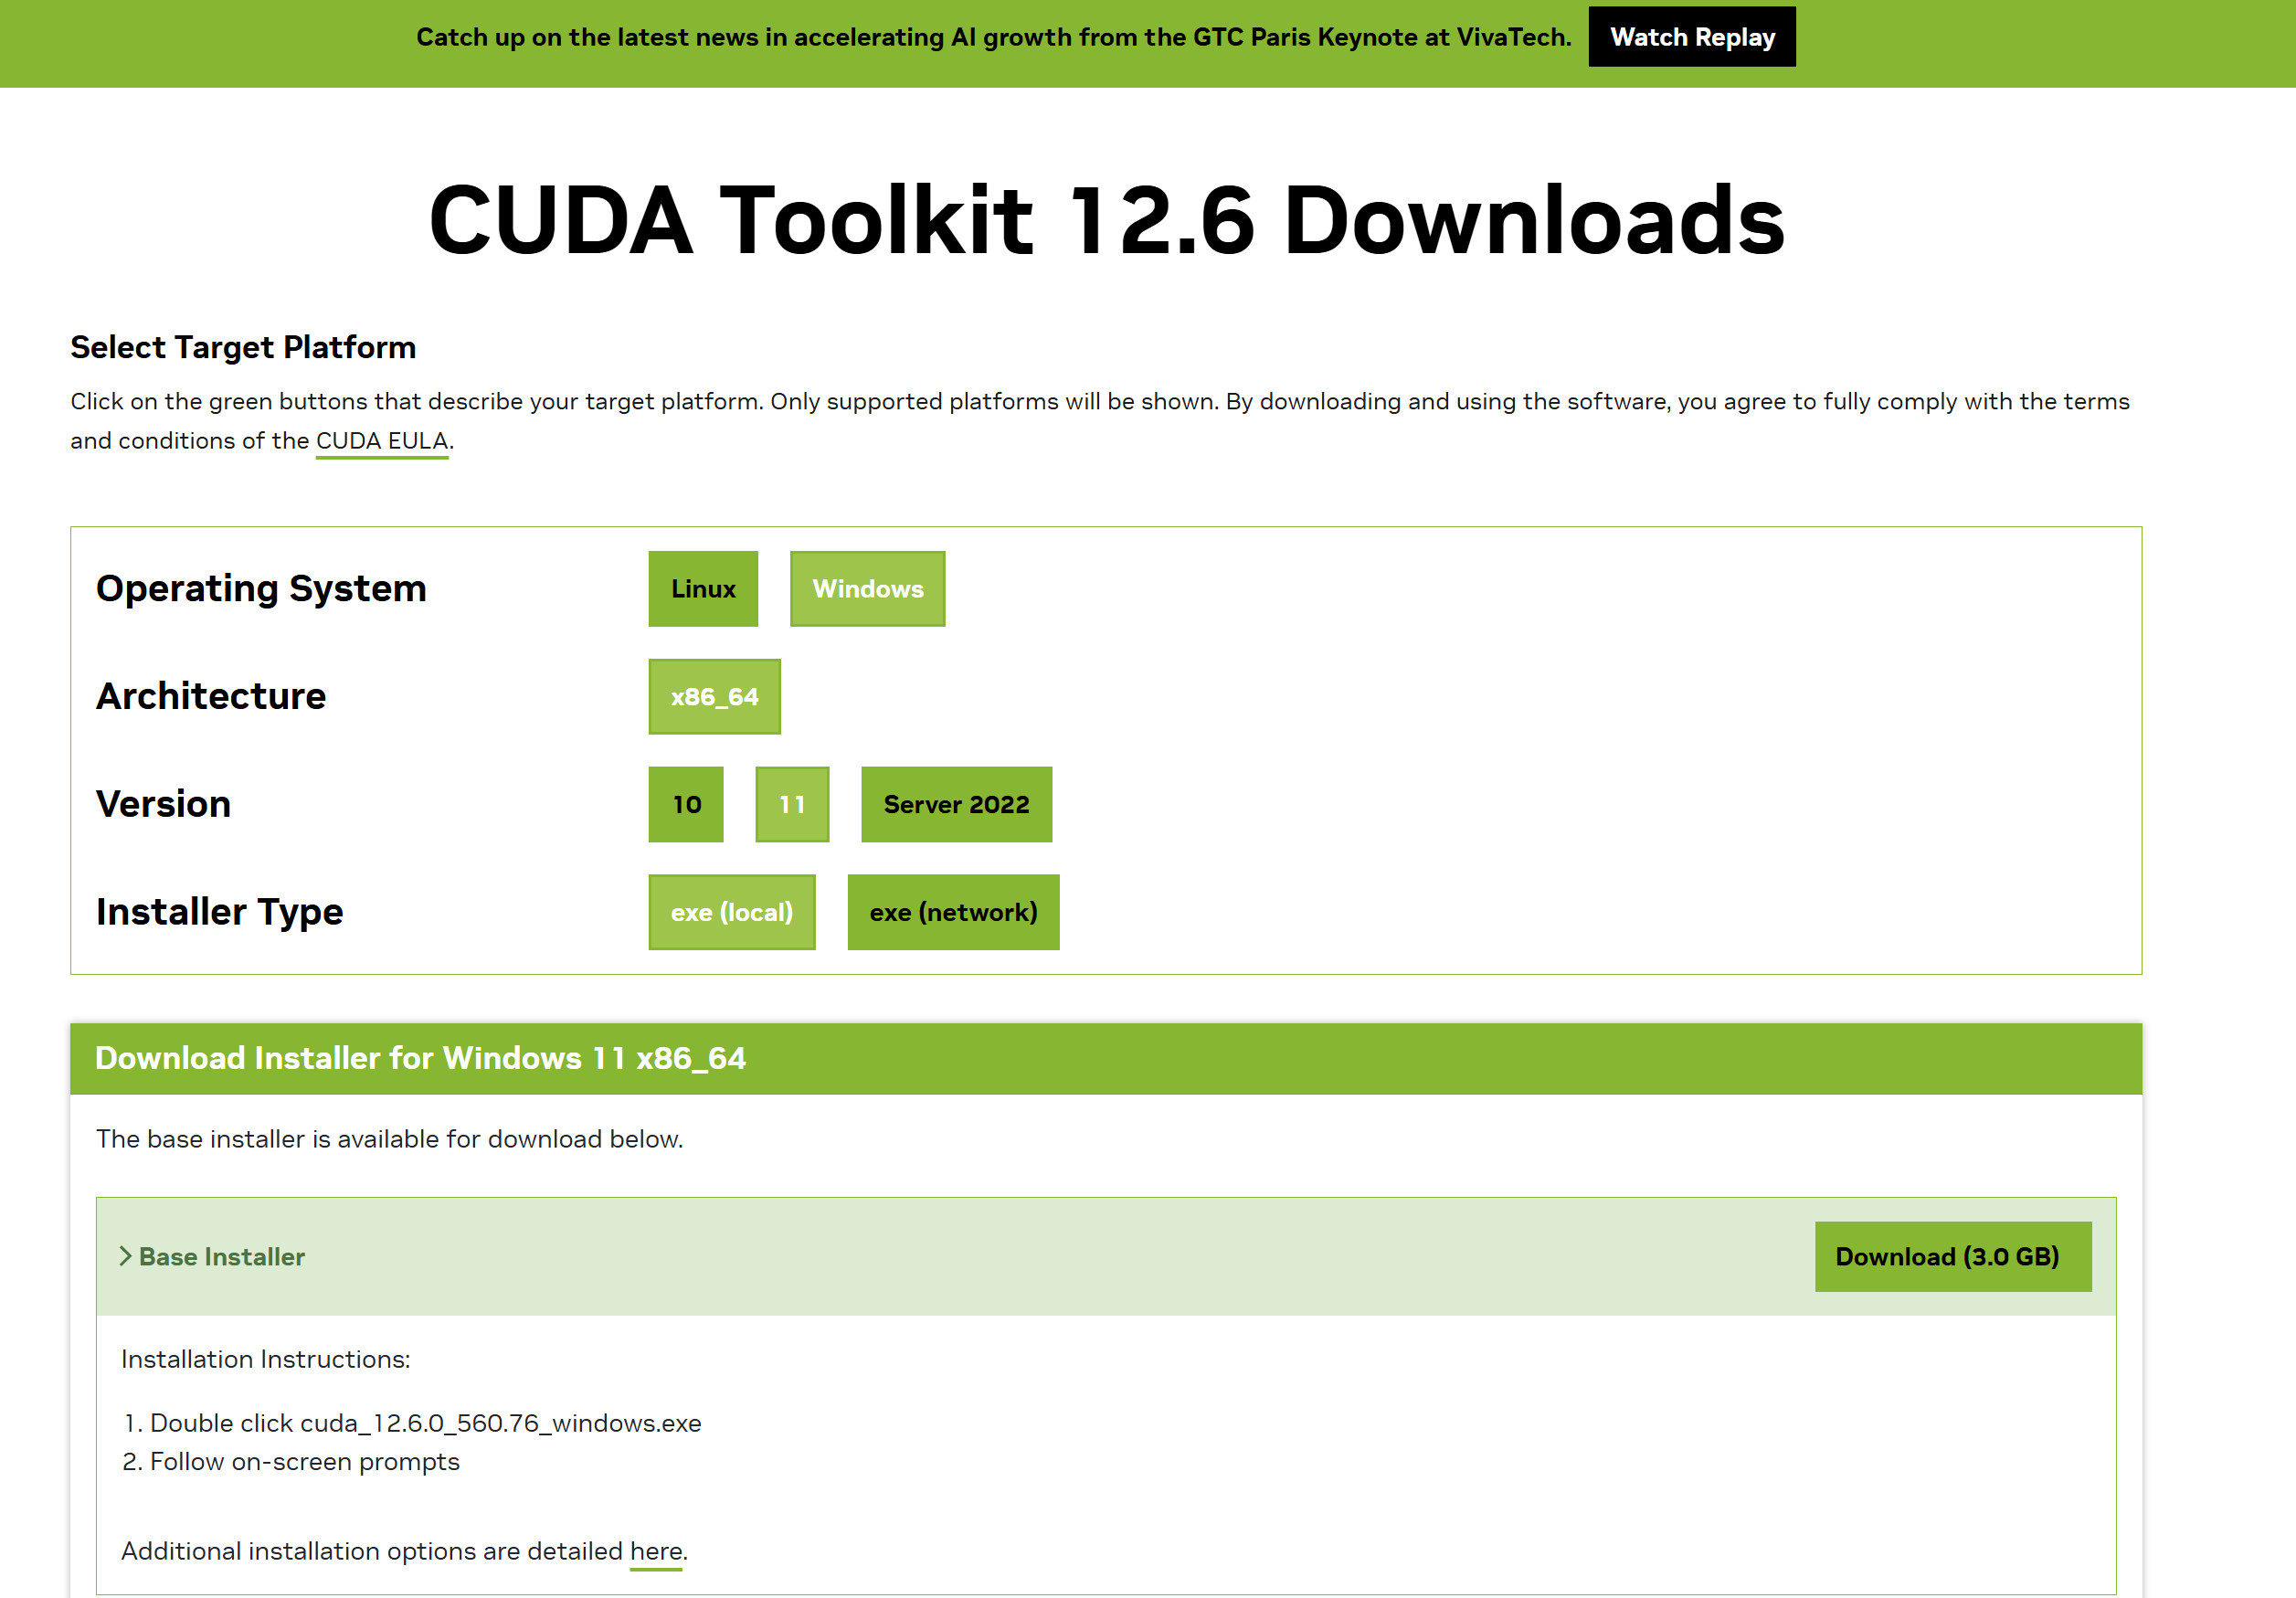 Catch up on the latest news in accelerating AI growth from the GTC Paris Keynote at VivaTech. Watch Replay
CUDA Toolkit 12.6 Downloads
Select Target Platform
Click on the green buttons that describe your target platform. Only supported platforms will be shown. By downloading and using the software, you agree to fully comply with the terms
and conditions of the CUDA EULA.
Operating System Linux Windows
Architecture x86_64
Version 10 11 Server 2022
Installer Type exe (local) exe (network)
Download Installer for Windows 11 x86_64
The base installer is available for download below.
Base Installer Download (3.0 GB)
Installation Instructions:
1. Double click cuda_12.6.0_560.76_windows.exe
2. Follow on-screen prompts
Additional installation options are detailed here.